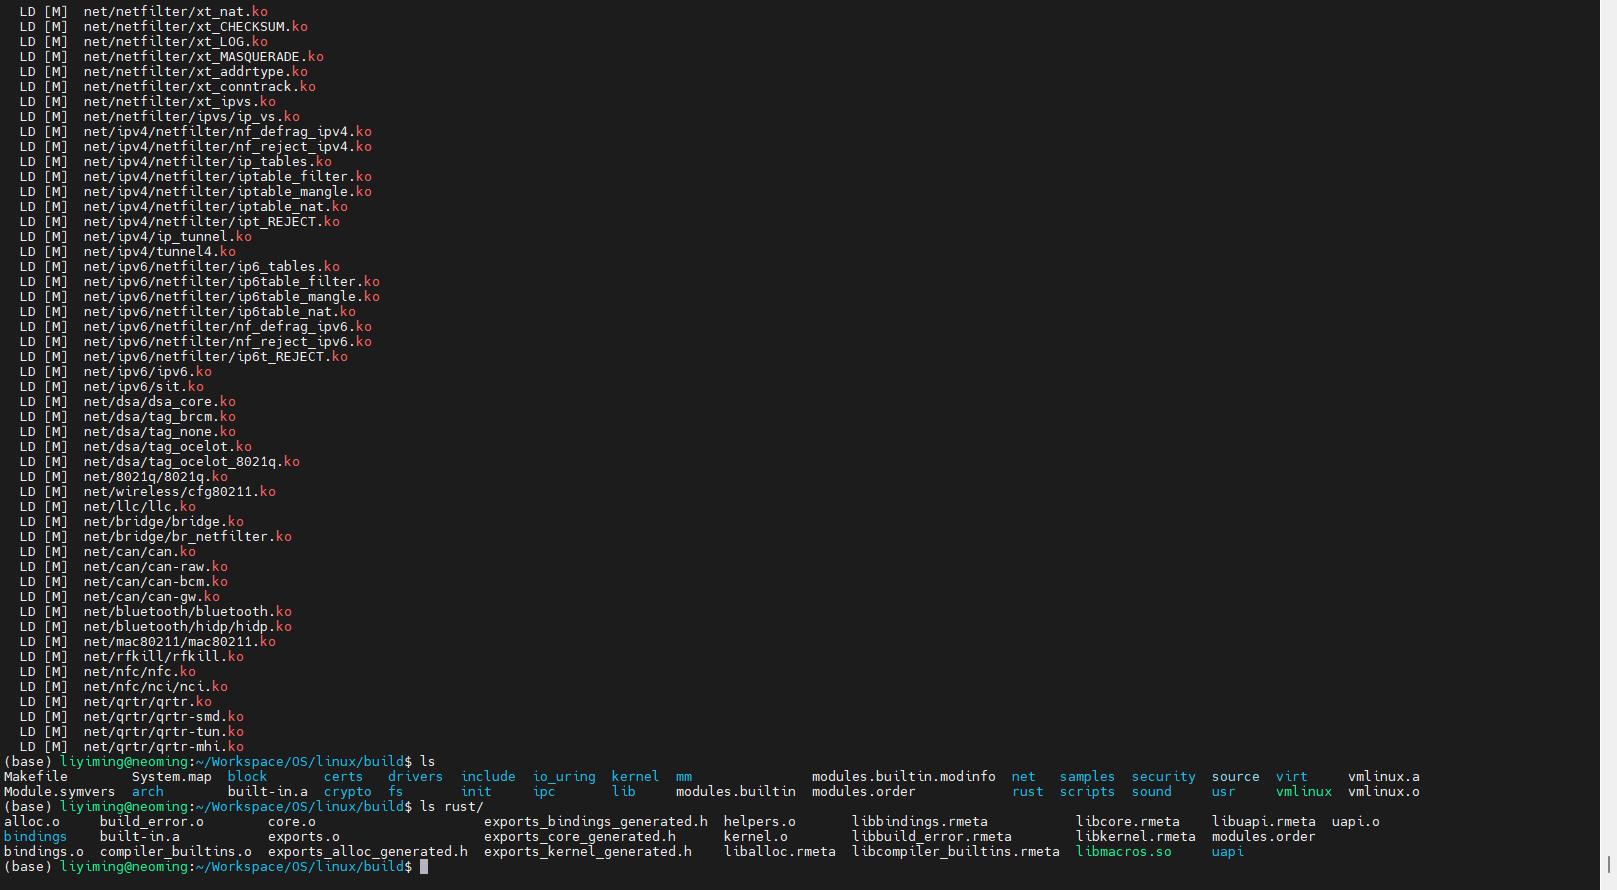 LD [M]  net/netfilter/xt_nat.ko
LD [M]  net/netfilter/xt_CHECKSUM.ko
LD [M]  net/netfilter/xt_LOG.ko
LD [M]  net/netfilter/xt_MASQUERADE.ko
LD [M]  net/netfilter/xt_addrtype.ko
LD [M]  net/netfilter/xt_conntrack.ko
LD [M]  net/netfilter/xt_ipvs.ko
LD [M]  net/netfilter/ipvs/ip_vs.ko
LD [M]  net/ipv4/netfilter/nf_defrag_ipv4.ko
LD [M]  net/ipv4/netfilter/nf_reject_ipv4.ko
LD [M]  net/ipv4/netfilter/ip_tables.ko
LD [M]  net/ipv4/netfilter/iptable_filter.ko
LD [M]  net/ipv4/netfilter/iptable_mangle.ko
LD [M]  net/ipv4/netfilter/iptable_nat.ko
LD [M]  net/ipv4/netfilter/ipt_REJECT.ko
LD [M]  net/ipv4/ip_tunnel.ko
LD [M]  net/ipv4/tunnel4.ko
LD [M]  net/ipv6/netfilter/ip6_tables.ko
LD [M]  net/ipv6/netfilter/ip6table_filter.ko
LD [M]  net/ipv6/netfilter/ip6table_mangle.ko
LD [M]  net/ipv6/netfilter/ip6table_nat.ko
LD [M]  net/ipv6/netfilter/nf_defrag_ipv6.ko
LD [M]  net/ipv6/netfilter/nf_reject_ipv6.ko
LD [M]  net/ipv6/netfilter/ip6t_REJECT.ko
LD [M]  net/ipv6/ipv6.ko
LD [M]  net/ipv6/sit.ko
LD [M]  net/dsa/dsa_core.ko
LD [M]  net/dsa/tag_brcm.ko
LD [M]  net/dsa/tag_none.ko
LD [M]  net/dsa/tag_ocelot.ko
LD [M]  net/dsa/tag_ocelot_8021q.ko
LD [M]  net/8021q/8021q.ko
LD [M]  net/wireless/cfg80211.ko
LD [M]  net/llc/llc.ko
LD [M]  net/bridge/bridge.ko
LD [M]  net/bridge/br_netfilter.ko
LD [M]  net/can/can.ko
LD [M]  net/can/can-raw.ko
LD [M]  net/can/can-bcm.ko
LD [M]  net/can/can-gw.ko
LD [M]  net/bluetooth/bluetooth.ko
LD [M]  net/bluetooth/hidp/hidp.ko
LD [M]  net/mac80211/mac80211.ko
LD [M]  net/rfkill/rfkill.ko
LD [M]  net/nfc/nfc.ko
LD [M]  net/nfc/nci/nci.ko
LD [M]  net/qrtr/qrtr.ko
LD [M]  net/qrtr/qrtr-smd.ko
LD [M]  net/qrtr/qrtr-tun.ko
LD [M]  net/qrtr/qrtr-mhi.ko
(base) liyiming@neoming:~/Workspace/OS/linux/build$ ls
Makefile        System.map  block       certs   drivers  include  io_uring  kernel  mm               modules.builtin.modinfo  net   samples  security  source  virt     vmlinux.a
Module.symvers  arch        built-in.a  crypto  fs       init     ipc       lib     modules.builtin  modules.order            rust  scripts  sound     usr     vmlinux  vmlinux.o
(base) liyiming@neoming:~/Workspace/OS/linux/build$ ls rust/
alloc.o     build_error.o        core.o                     exports_bindings_generated.h  helpers.o      libbindings.rmeta           libcore.rmeta    libuapi.rmeta  uapi.o
bindings    built-in.a           exports.o                  exports_core_generated.h      kernel.o       libbuild_error.rmeta        libkernel.rmeta  modules.order
bindings.o  compiler_builtins.o  exports_alloc_generated.h  exports_kernel_generated.h    liballoc.rmeta  libcompiler_builtins.rmeta  libmacros.so     uapi
(base) liyiming@neoming:~/Workspace/OS/linux/build$